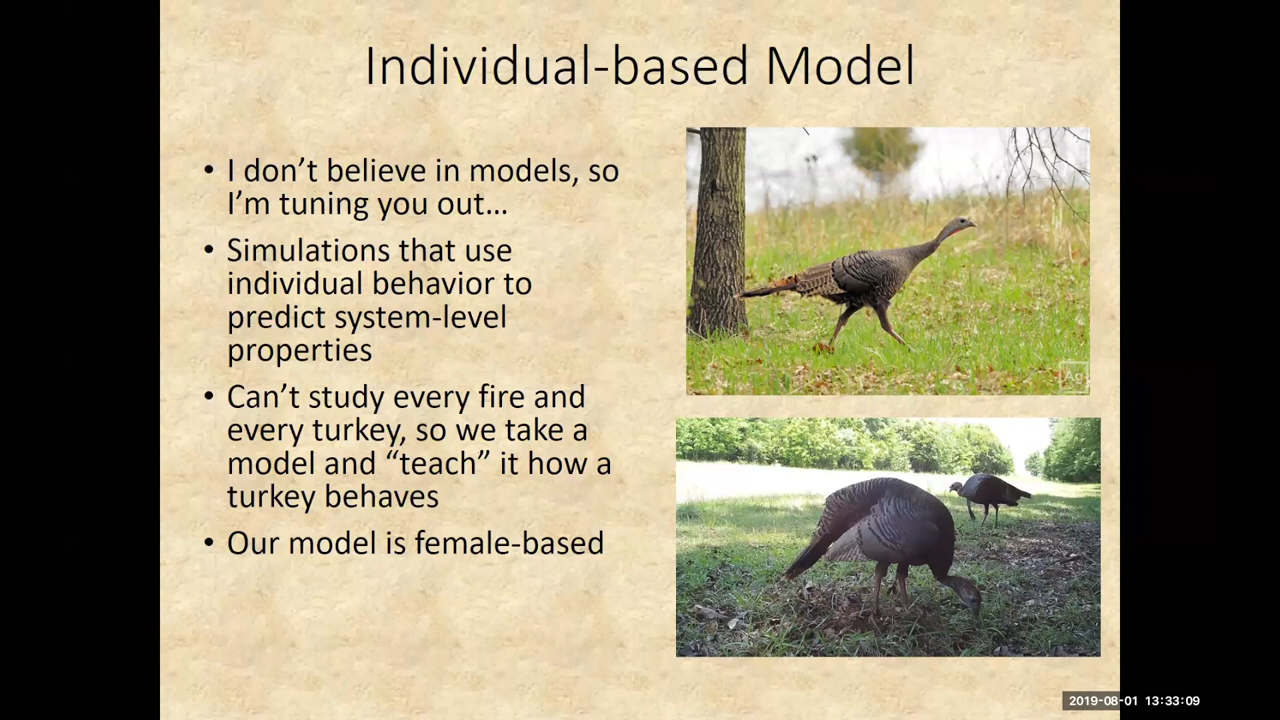 Individual-based Model
• I don’t believe in models, so
I’m tuning you out…
• Simulations that use
individual behavior to
predict system-level
properties
• Can’t study every fire and
every turkey, so we take a
model and “teach” it how a
turkey behaves
• Our model is female-based
2019-08-01 13:33:09